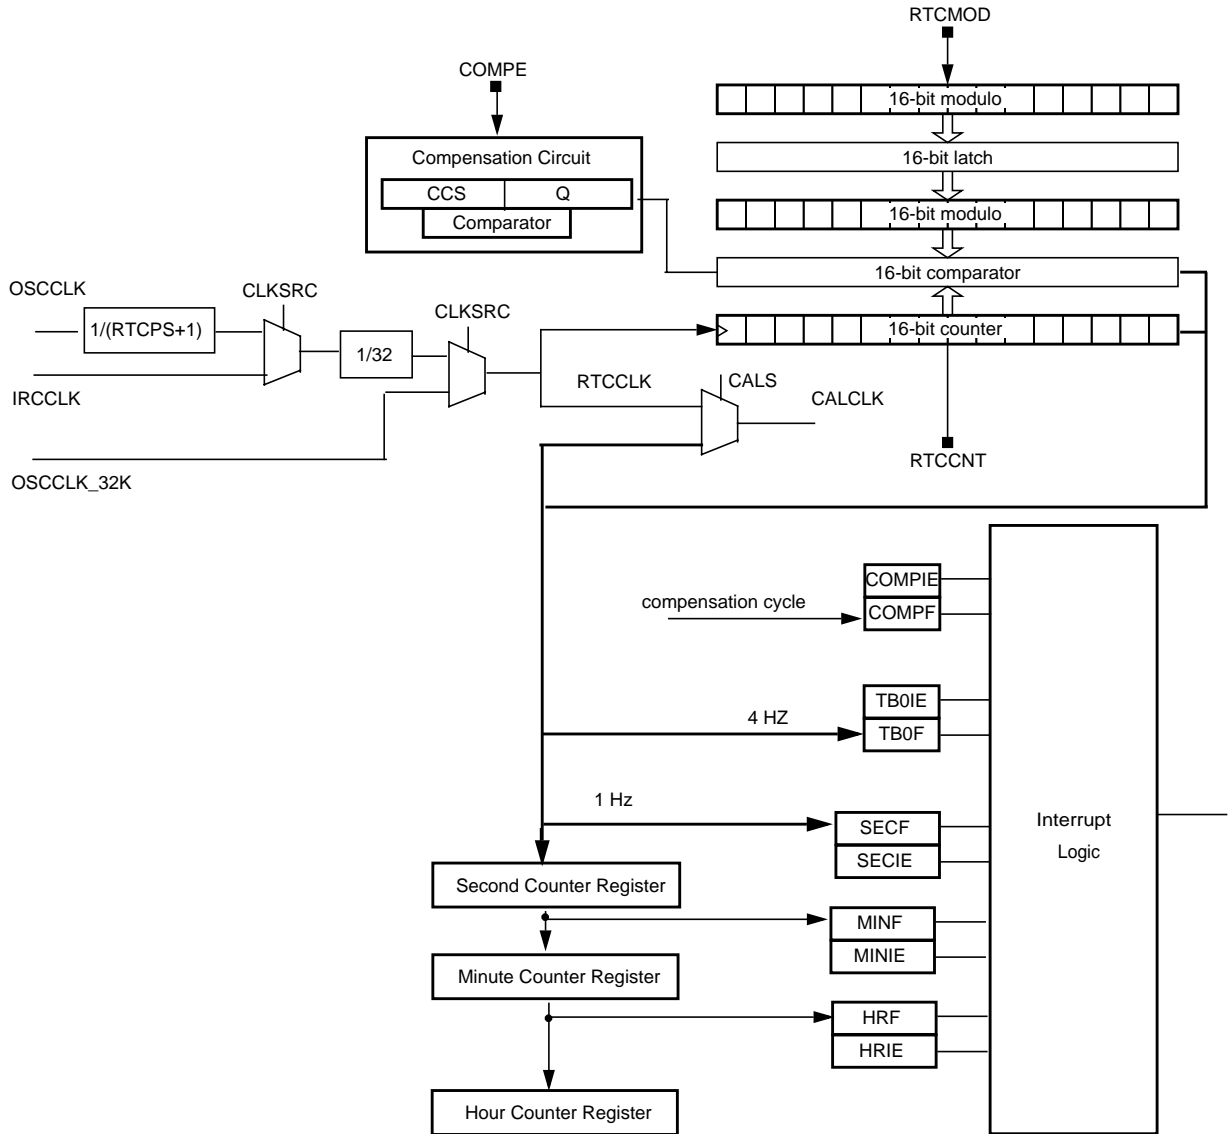 RTCMOD
COMPE
16-bit modulo
Compensation Circuit
16-bit latch
CCS
Q
16-bit modulo
Comparator
16-bit comparator
OSCCLK
CLKSRC
CLKSRC
1/(RTCPS+1)
16-bit counter
1/32
IRCCLK
RTCCLK
CALS
CALCLK
RTCCNT
OSCCLK_32K
COMPIE
compensation cycle
COMPF
TB0IE
4 HZ
TB0F
1 Hz
SECF
Interrupt
Logic
SECIE
Second Counter Register
MINF
MINIE
Minute Counter Register
HRF
HRIE
Hour Counter Register